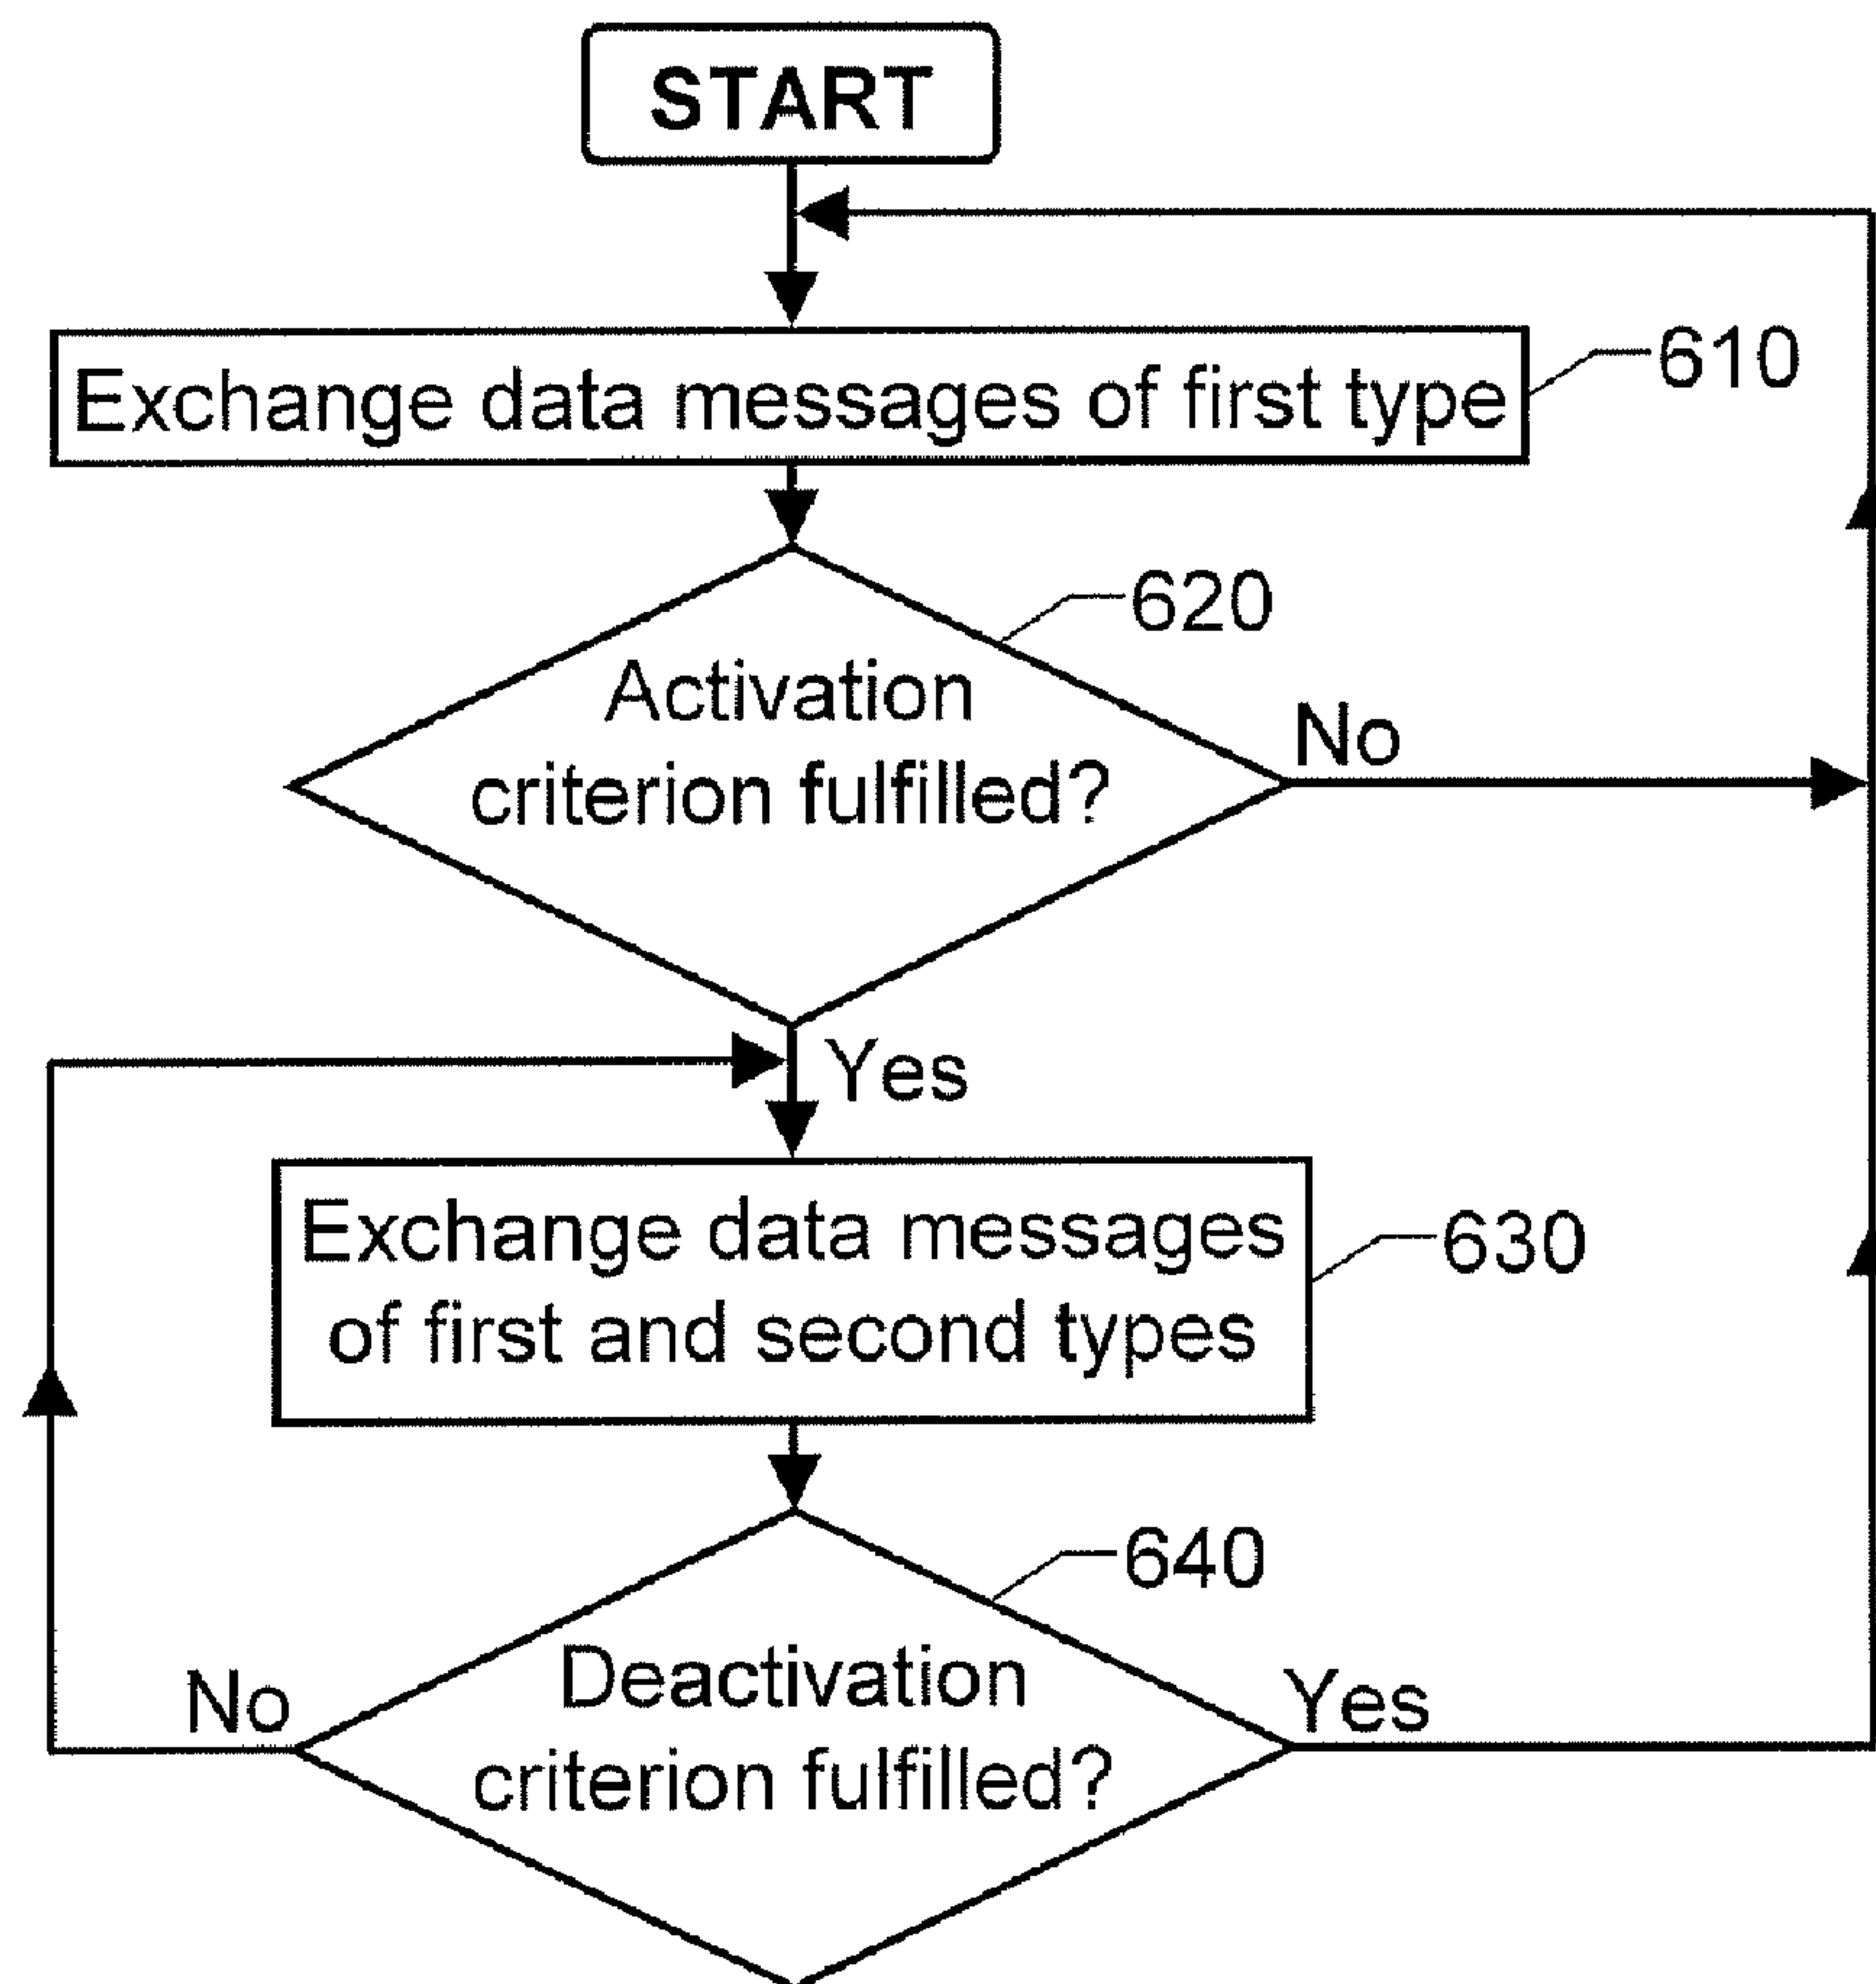 START
Exchange data messages of first type
610
620
Activation
criterion fulfilled?
No
Yes
Exchange data messages
of first and second types
630
640
Deactivation
criterion fulfilled?
No
Yes